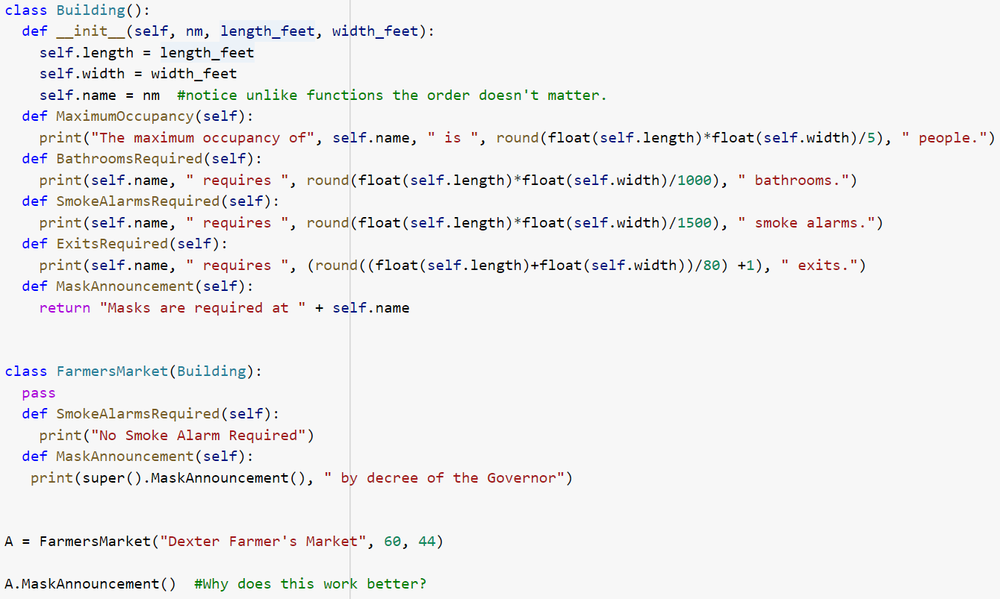 class Building():
  def __init__(self, nm, length_feet, width_feet):
    self.length = length_feet
    self.width = width_feet
    self.name = nm  #notice unlike functions the order doesn't matter.
  def MaximumOccupancy(self):
    print("The maximum occupancy of", self.name, " is ", round(float(self.length)*float(self.width)/5), " people.")
  def BathroomsRequired(self):
    print(self.name, " requires ", round(float(self.length)*float(self.width)/1000), " bathrooms.")
  def SmokeAlarmsRequired(self):
    print(self.name, " requires ", round(float(self.length)*float(self.width)/1500), " smoke alarms.")
  def ExitsRequired(self):
    print(self.name, " requires ", (round((float(self.length)+float(self.width))/80) +1), " exits.")
  def MaskAnnouncement(self):
    return "Masks are required at " + self.name
class FarmersMarket(Building):
  pass
  def SmokeAlarmsRequired(self):
    print("No Smoke Alarm Required")
  def MaskAnnouncement(self):
   print(super().MaskAnnouncement(), " by decree of the Governor")
A = FarmersMarket("Dexter Farmer's Market", 60, 44)
A.MaskAnnouncement()  #Why does this work better?